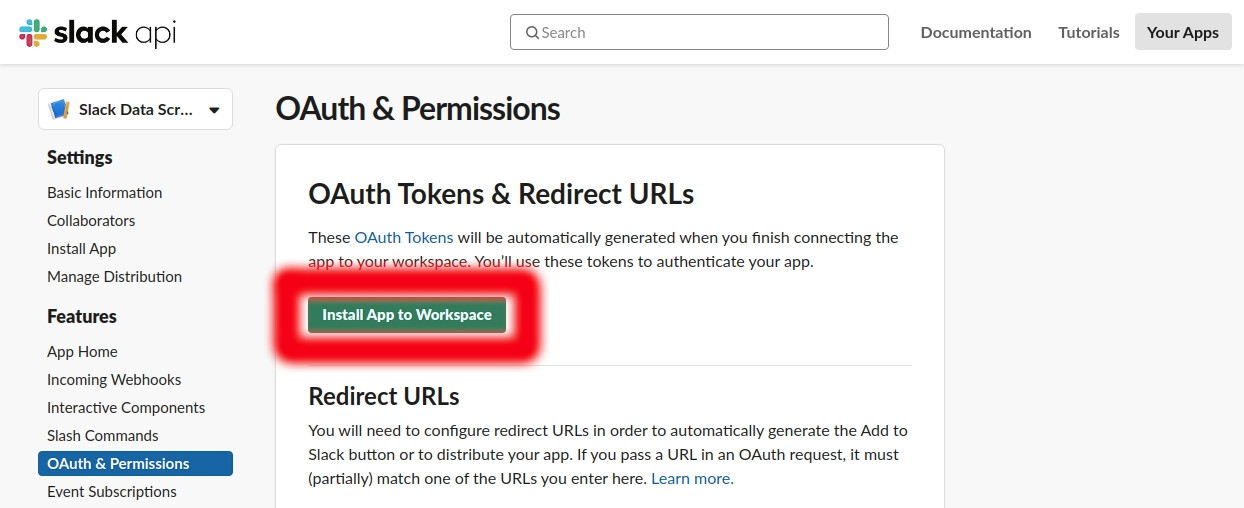 slack api
Search
Documentation
Tutorials
Your Apps
Slack Data Scr...
Settings
Basic Information
Collaborators
Install App
Manage Distribution
Features
App Home
Incoming Webhooks
Interactive Components
Slash Commands
OAuth & Permissions
Event Subscriptions
OAuth & Permissions
OAuth Tokens & Redirect URLs
These OAuth Tokens will be automatically generated when you finish connecting the
app to your workspace. You’ll use these tokens to authenticate your app.
Install App to Workspace
Redirect URLs
You will need to configure redirect URLs in order to automatically generate the Add to
Slack button or to distribute your app. If you pass a URL in an OAuth request, it must
(partially) match one of the URLs you enter here. Learn more.